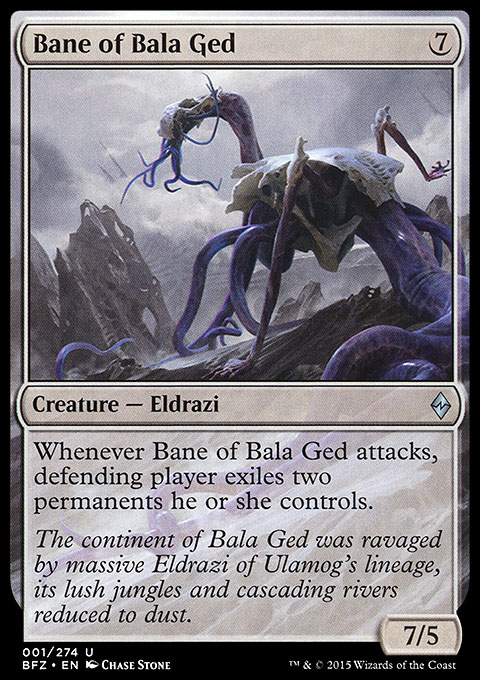 Bane of Bala Ged 7
Creature — Eldrazi
Whenever Bane of Bala Ged attacks,
defending player exiles two
permanents he or she controls.
The continent of Bala Ged was ravaged
by massive Eldrazi of Ulamog's lineage,
its lush jungles and cascading rivers
reduced to dust.
7/5
001/274 U
BFZ • EN Chase Stone
™ & © 2015 Wizards of the Coast